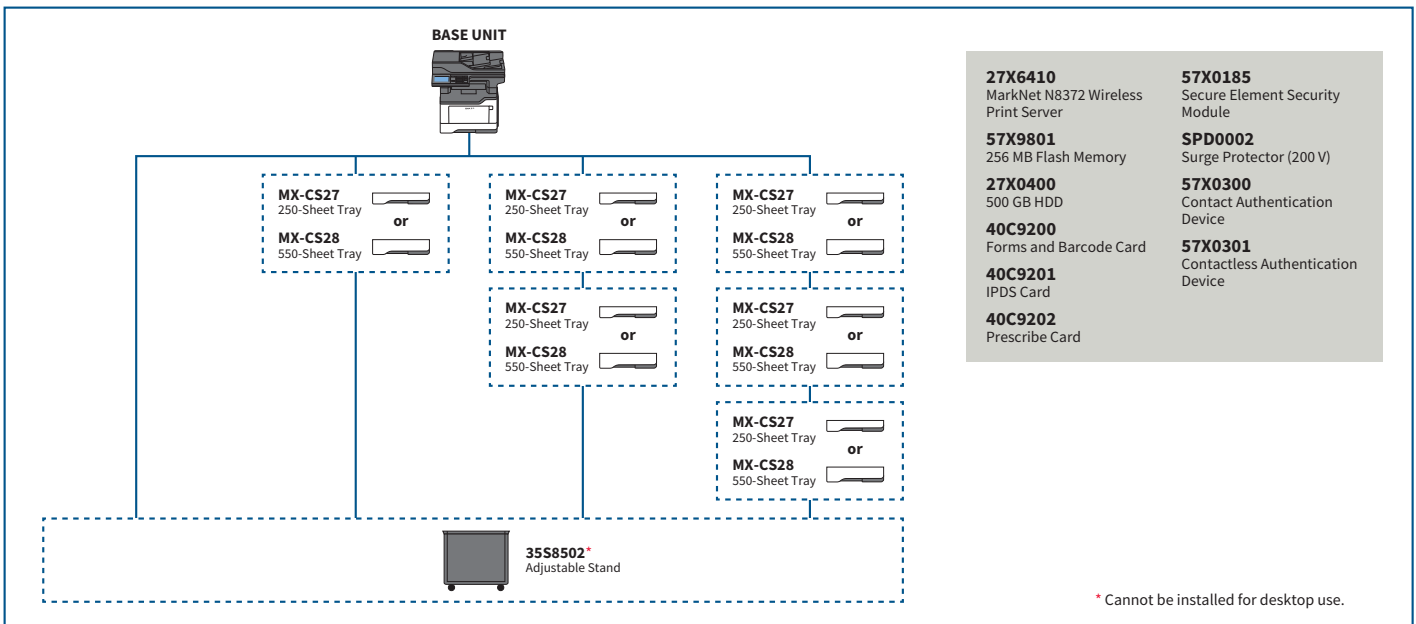 BASE UNIT
MX-CS27
250-Sheet Tray
or
MX-CS28
550-Sheet Tray
MX-CS27
250-Sheet Tray
or
MX-CS28
550-Sheet Tray
MX-CS27
250-Sheet Tray
or
MX-CS28
550-Sheet Tray
MX-CS27
250-Sheet Tray
or
MX-CS28
550-Sheet Tray
MX-CS27
250-Sheet Tray
or
MX-CS28
550-Sheet Tray
MX-CS27
250-Sheet Tray
or
MX-CS28
550-Sheet Tray
35S8502*
Adjustable Stand
27X6410
MarkNet N8372 Wireless
Print Server
57X9801
256 MB Flash Memory
27X0400
500 GB HDD
40C9200
Forms and Barcode Card
40C9201
IPDS Card
40C9202
Prescribe Card
57X0185
Secure Element Security
Module
SPD0002
Surge Protector (200 V)
57X0300
Contact Authentication
Device
57X0301
Contactless Authentication
Device
* Cannot be installed for desktop use.